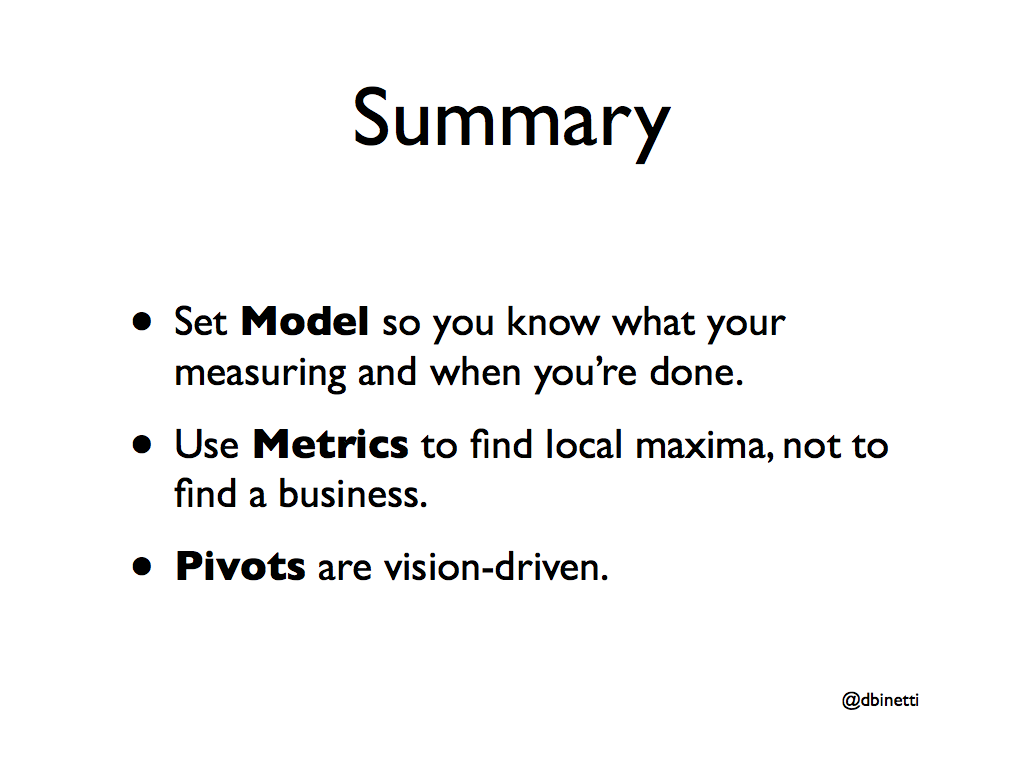 Summary
• Set Model so you know what your
measuring and when you’re done.
• Use Metrics to find local maxima, not to
find a business.
• Pivots are vision-driven.
@dbinetti